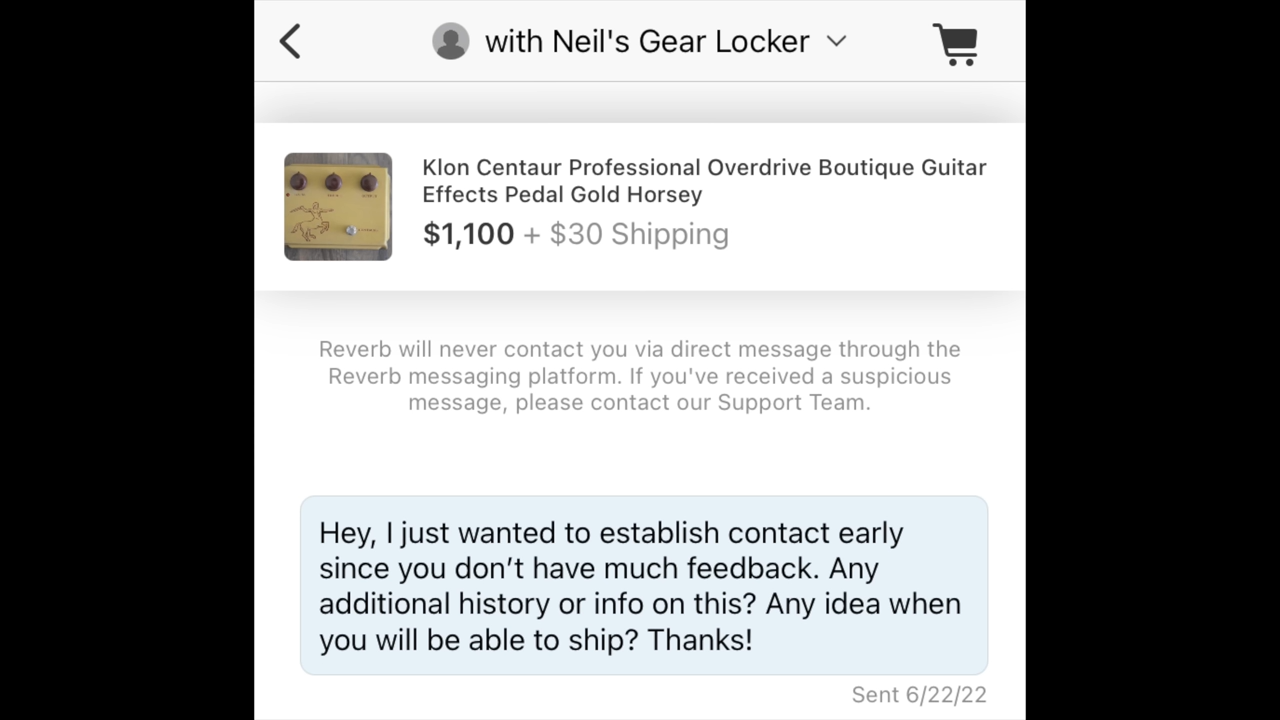 with Neil's Gear Locker
Klon Centaur Professional Overdrive Boutique Guitar
Effects Pedal Gold Horsey
$1,100 + $30 Shipping
Reverb will never contact you via direct message through the
Reverb messaging platform. If you've received a suspicious
message, please contact our Support Team.
Hey, I just wanted to establish contact early
since you don’t have much feedback. Any
additional history or info on this? Any idea when
you will be able to ship? Thanks!
Sent 6/22/22